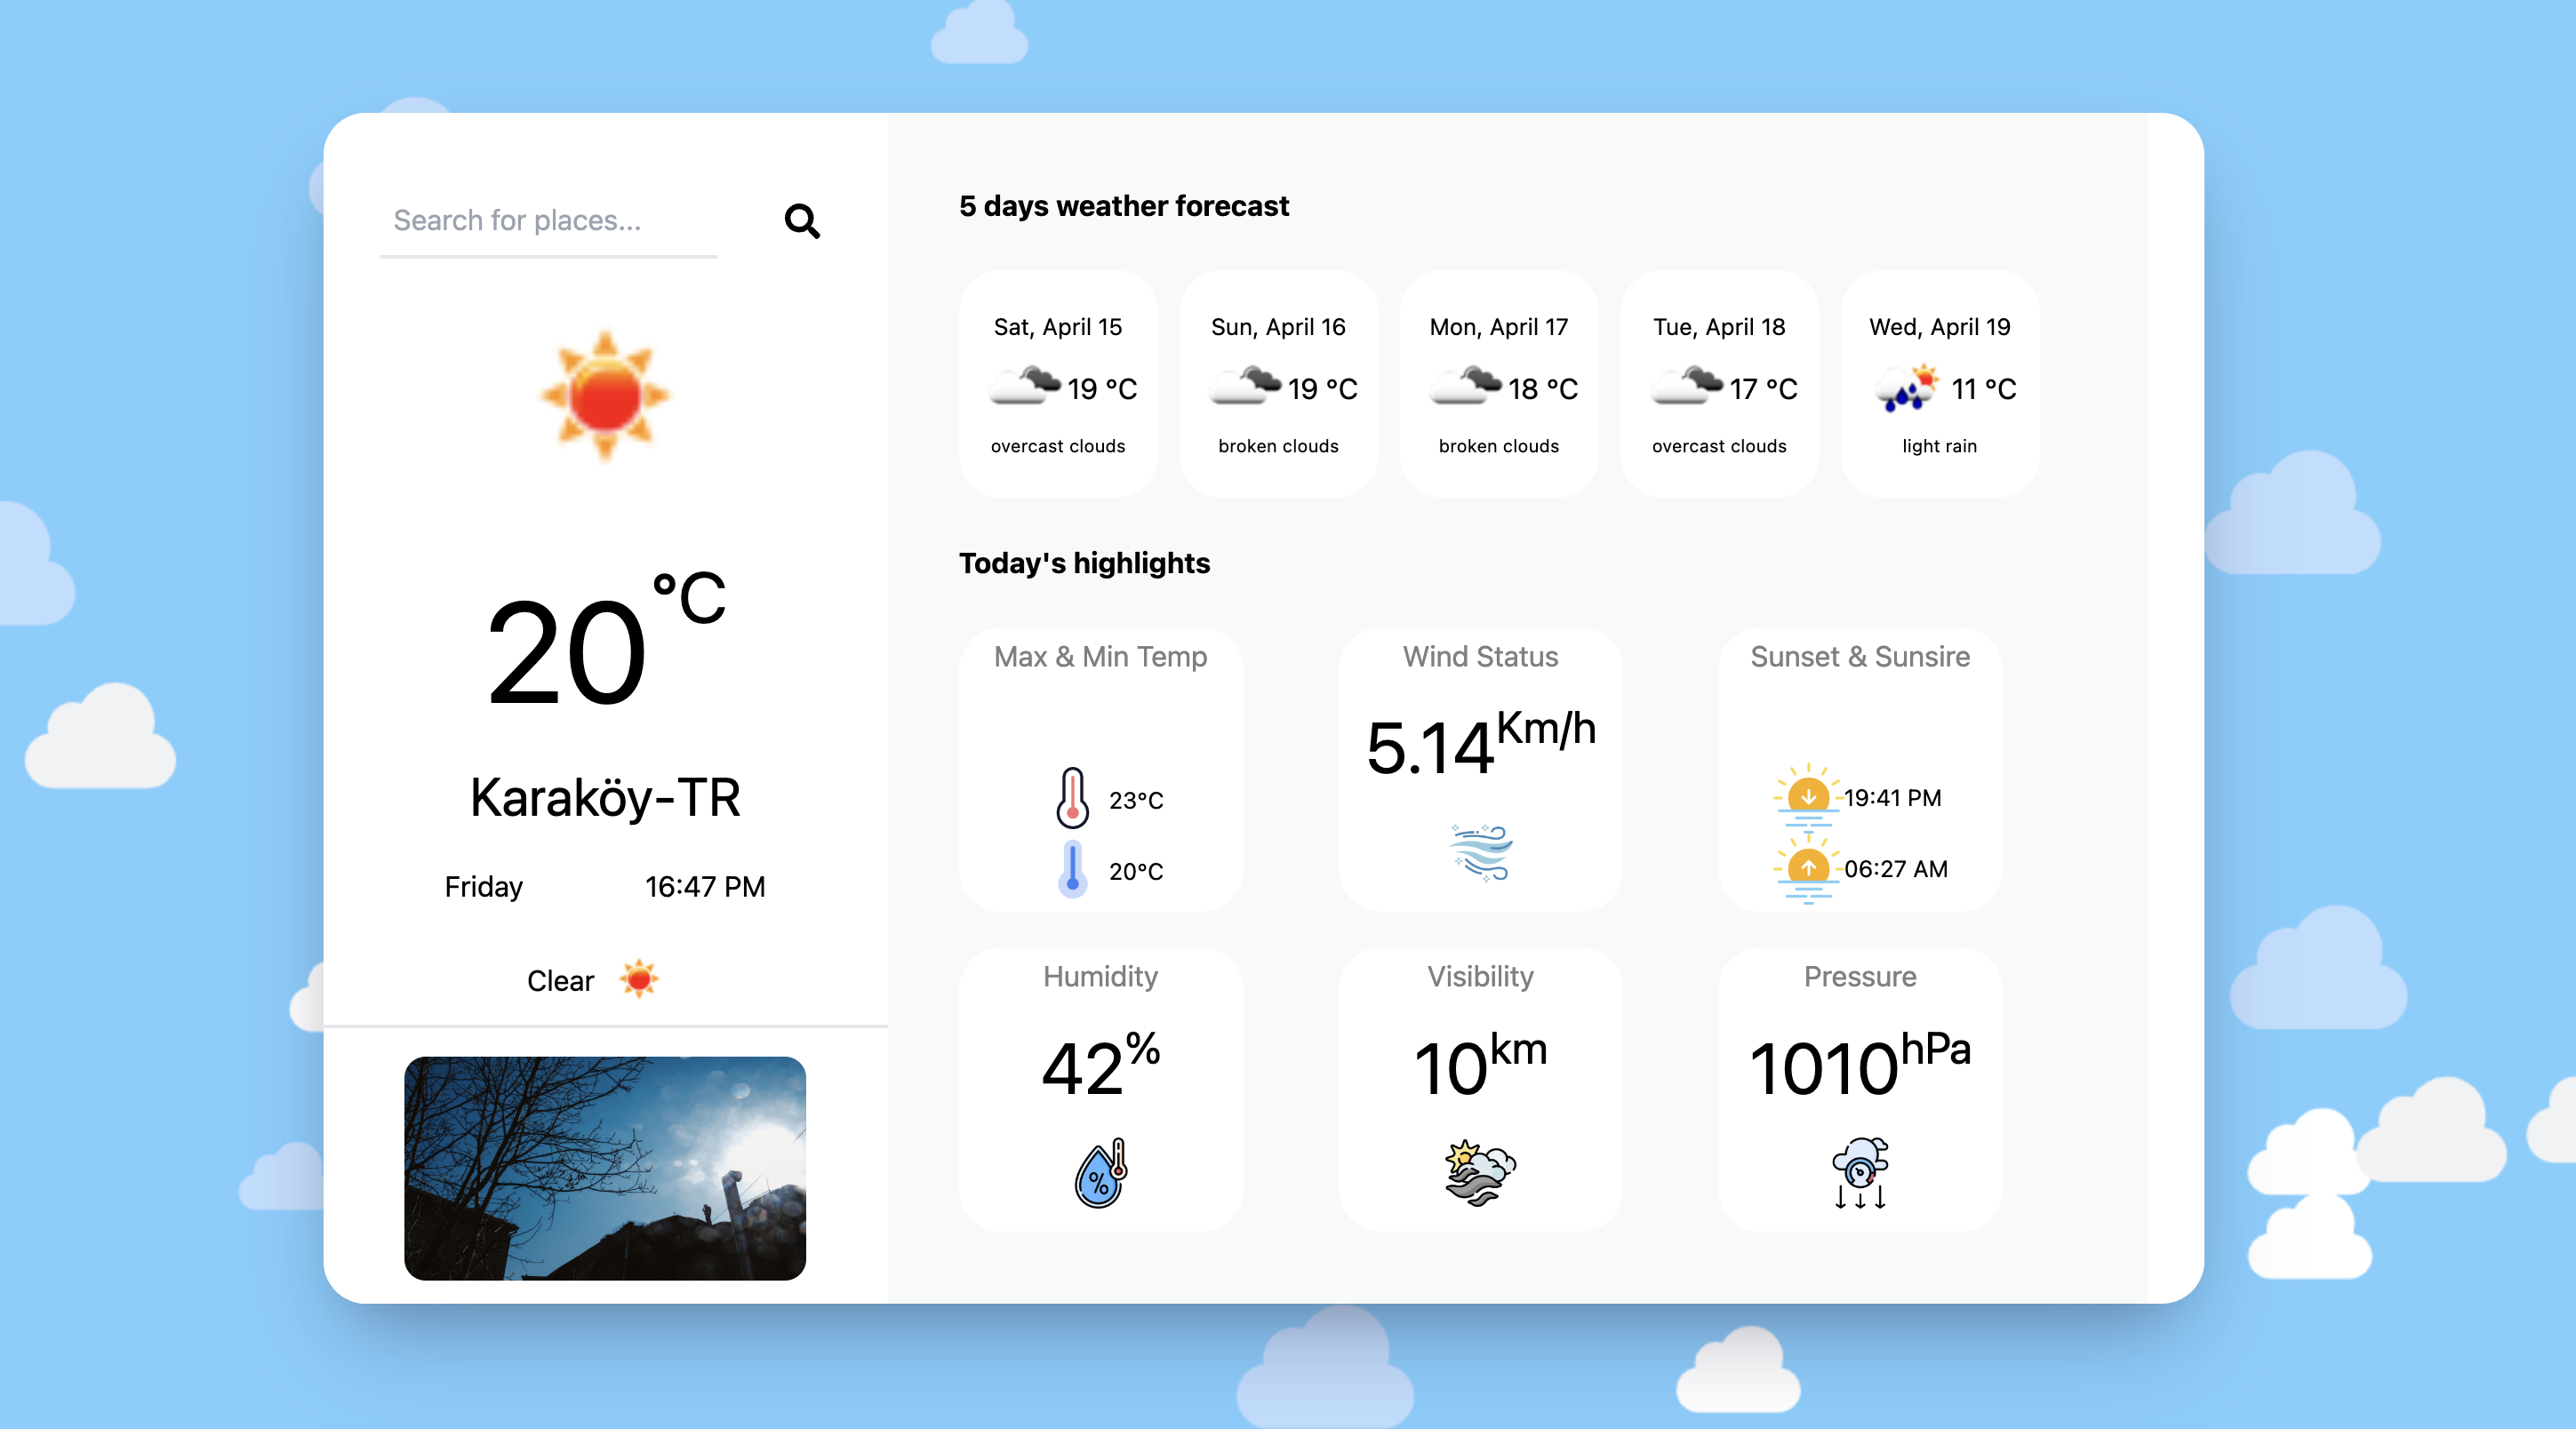 Search for places...
20 °C
Karaköy-TR
Friday 16:47 PM
Clear
5 days weather forecast
Sat, April 15
19 °C
overcast clouds
Sun, April 16
19 °C
broken clouds
Mon, April 17
18 °C
broken clouds
Tue, April 18
17 °C
overcast clouds
Wed, April 19
11 °C
light rain
Today's highlights
Max & Min Temp
23°C
20°C
Wind Status
5.14 Km/h
Sunset & Sunsire
19:41 PM
06:27 AM
Humidity
42 %
%
Visibility
10 km
Pressure
1010 hPa